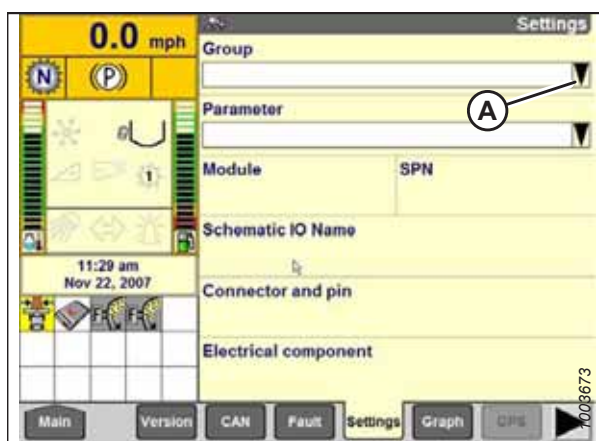 0.0 mph
Settings
Group
N
(P)
A
Parameter
Module
SPN
1
Schematic IO Name
11:29 am
Nov 22, 2007
Connector and pin
F
F
Electrical component
1003673
Main
Version
CAN
Fault
Settings
Graph
GPS